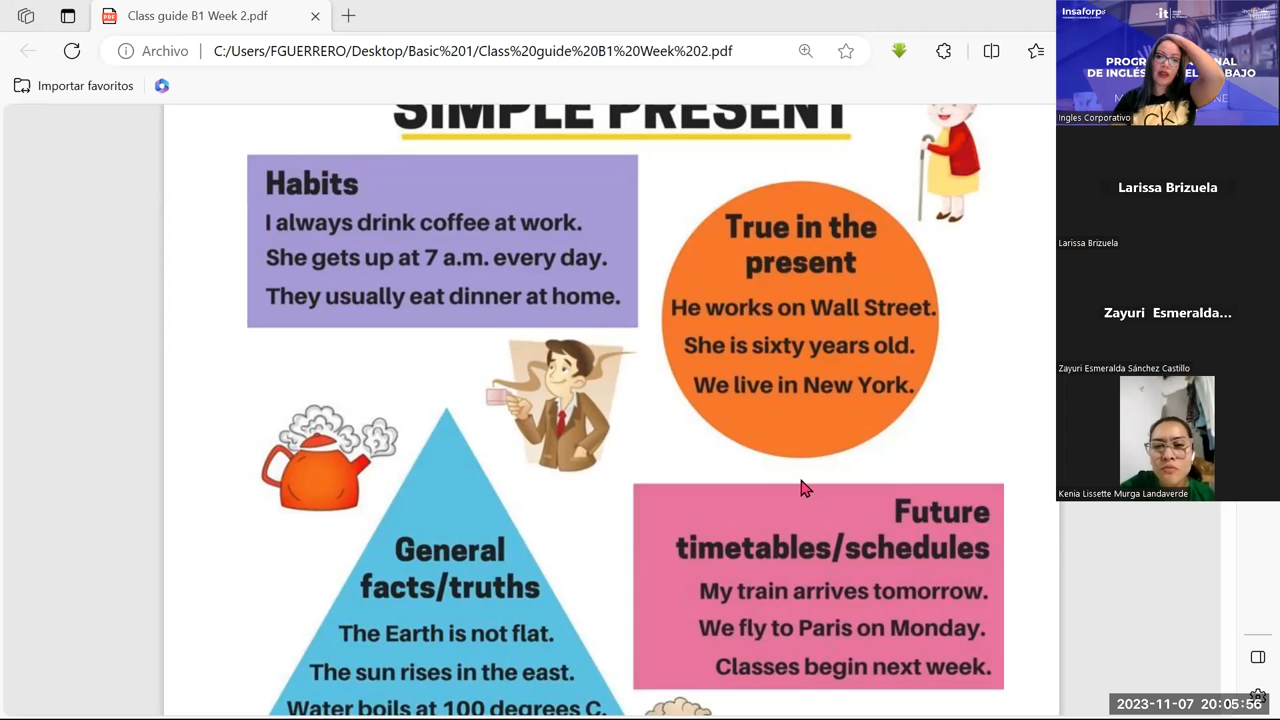 Class guide B1 Week 2.pdf
Archivo
C:/Users/FGUERRERO/Desktop/Basic%201/Class%20guide%20B1%20Week%202.pdf
Importar favoritos
SIMPLE PRESENT
Habits
I always drink coffee at work.
She gets up at 7 a.m. every day.
They usually eat dinner at home.
True in the
present
He works on Wall Street.
She is sixty years old.
We live in New York.
General
facts/truths
The Earth is not flat.
The sun rises in the east.
Water boils at 100 degrees C.
Future
timetables/schedules
My train arrives tomorrow.
We fly to Paris on Monday.
Classes begin next week.
Insaforp
it
DE INGLÉS
Ingles Corporativo
Larissa Brizuela
Larissa Brizuela
Zayuri Esmeralda...
Zayuri Esmeralda Sánchez Castillo
Kenia Lissette Murga Landaverde
2023-11-07 20:05:56